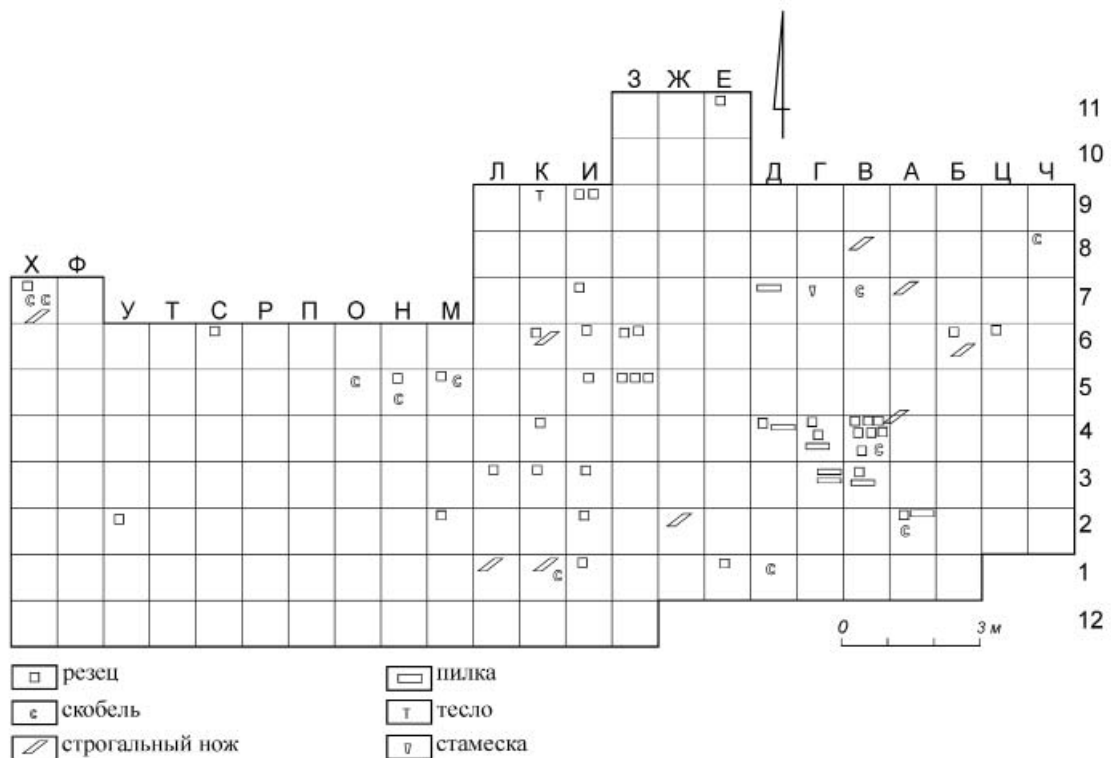 З Ж Е
11
10
Л К И Д Г В А Б Ц Ч
9
т
8
с
Х Ф
7
с с
с
У Т С Р П О Н М
6
5
с с
с
4
с
3
2
с
1
с с
12
0 3 м
резец пилка
с скобель т тесло
строгальный нож стамеска